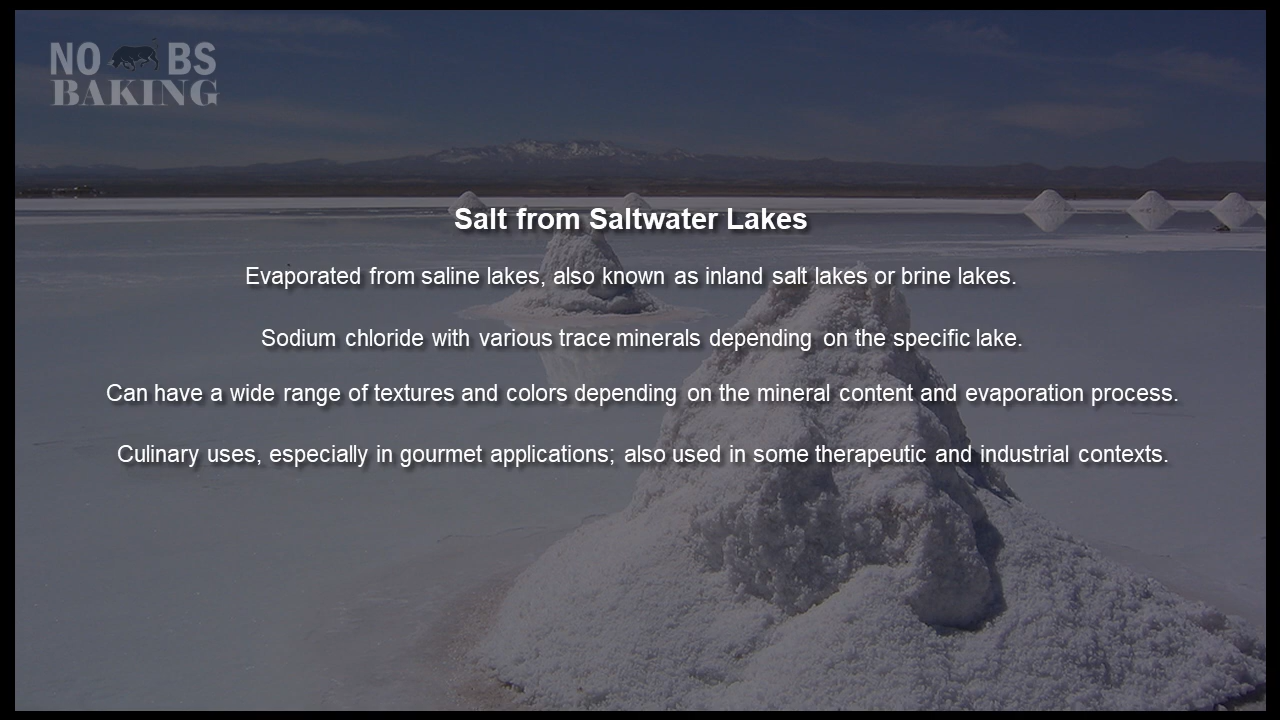 NO BS
BAKING
Salt from Saltwater Lakes
Evaporated from saline lakes, also known as inland salt lakes or brine lakes.
Sodium chloride with various trace minerals depending on the specific lake.
Can have a wide range of textures and colors depending on the mineral content and evaporation process.
Culinary uses, especially in gourmet applications; also used in some therapeutic and industrial contexts.